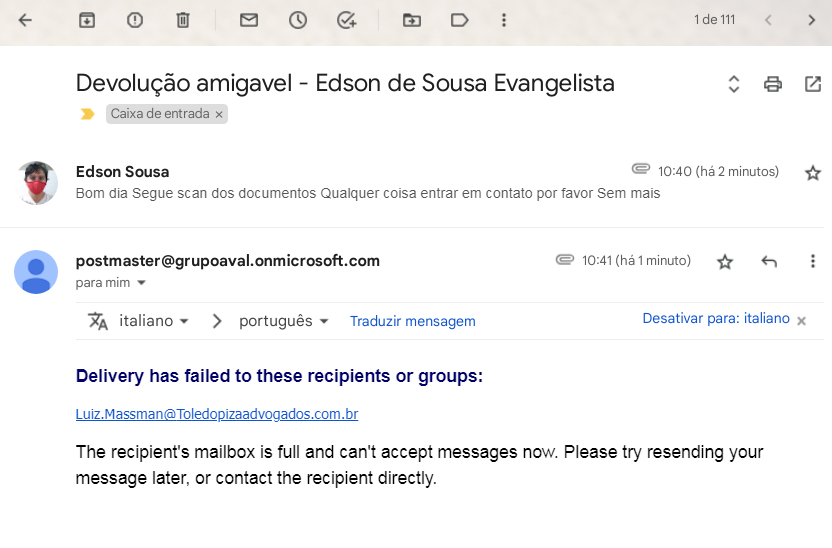 1 de 111
Devolução amigavel - Edson de Sousa Evangelista
Caixa de entrada ×
Edson Sousa
10:40 (há 2 minutos)
Bom dia Segue scan dos documentos Qualquer coisa entrar em contato por favor Sem mais
postmaster@grupoaval.onmicrosoft.com
10:41 (há 1 minuto)
para mim
italiano > português Traduzir mensagem Desativar para: italiano ×
Delivery has failed to these recipients or groups:
Luiz.Massman@Toledopizaadvogados.com.br
The recipient's mailbox is full and can't accept messages now. Please try resending your
message later, or contact the recipient directly.